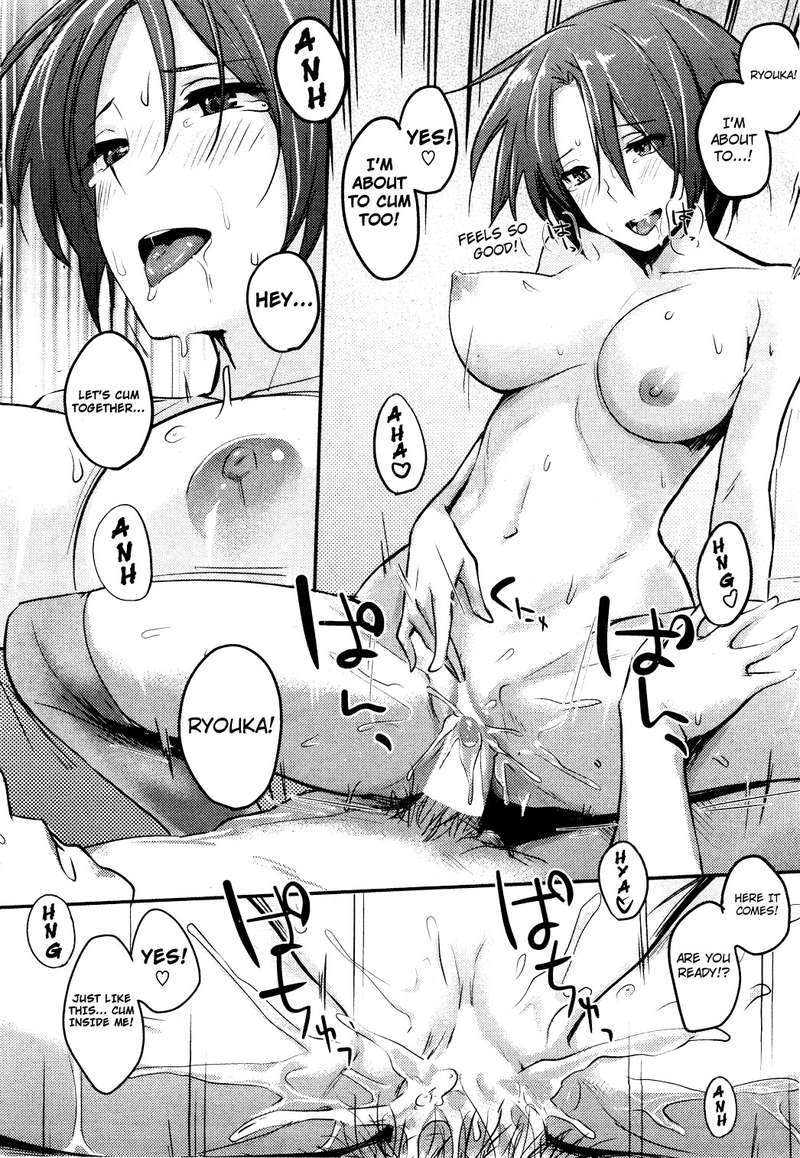 RYOUKA!
I'M
ABOUT
TO...!
YES!
♡
I'M
ABOUT
TO CUM
TOO!
FEELS SO
GOOD!
AHA♡
HNG♡
ぱん、
ぱん、
RYOUKA!
ANH
HEY...
LET'S CUM
TOGETHER...
ANH
HERE IT
COMES!
ARE YOU
READY!?
HYA♡
ぱちゅっ
ぱちゅっ
YES!
♡
JUST LIKE
THIS... CUM
INSIDE ME!
HNG
ANH